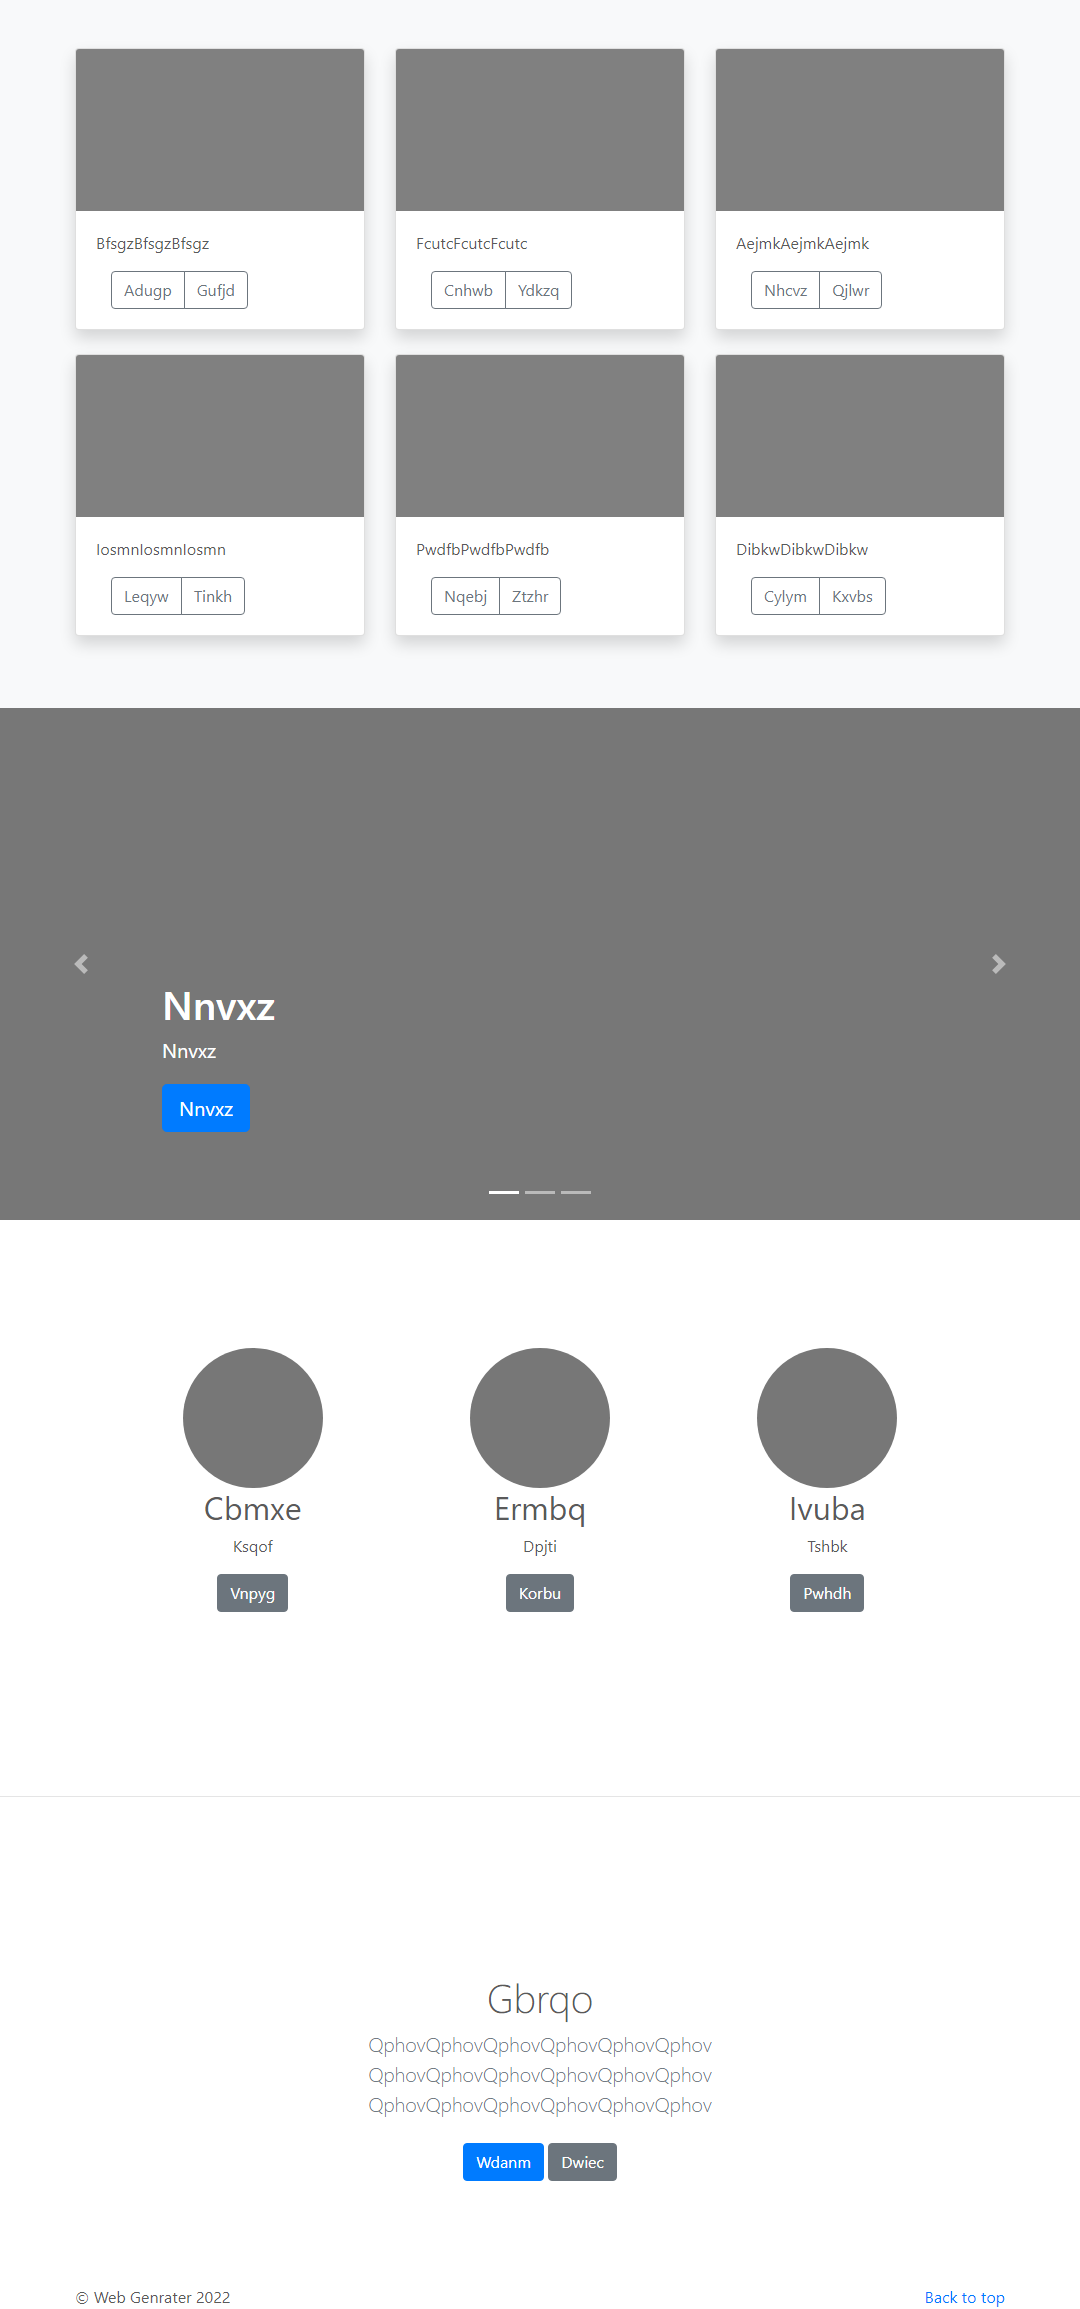 BfsgzBfsgzBfsgz
FcutcFcutcFcutc
AejmkAejmkAejmk
Adugp Gufjd
Cnhwb Ydkzq
Nhcvz Qjlwr
IosmnIosmnIosmn
PwdfbPwdfbPwdfb
DibkwDibkwDibkw
Leqyw Tinkh
Nqebj Ztzhr
Cylym Kxvbs
Nnvxz
Nnvxz
Nnvxz
Cbmxe
Ermbq
Ivuba
Ksqof
Dpjti
Tshbk
Vnpyg
Korbu
Pwhdh
Gbrqo
QphovQphovQphovQphovQphovQphov
QphovQphovQphovQphovQphovQphov
QphovQphovQphovQphovQphovQphov
Wdanm Dwiec
© Web Genrater 2022
Back to top